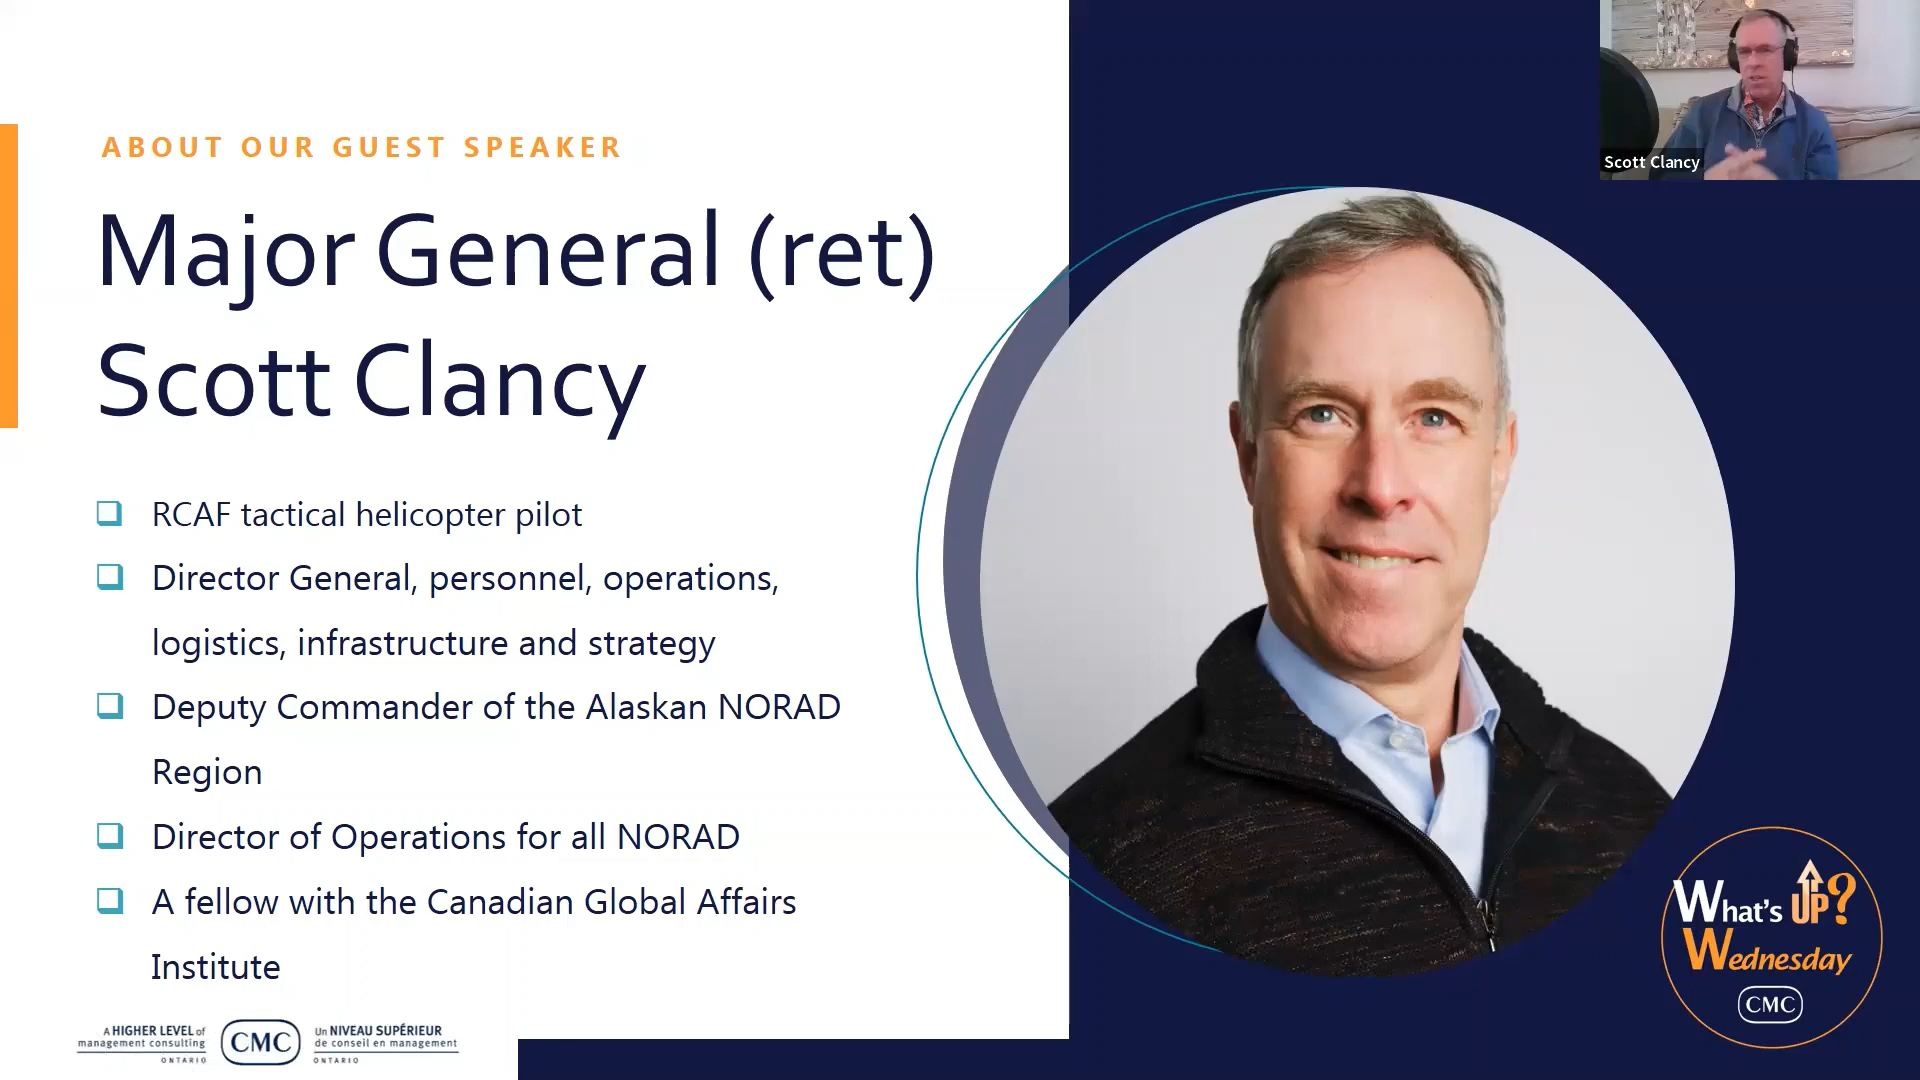 ABOUT OUR GUEST SPEAKER
Major General (ret)
Scott Clancy
RCAF tactical helicopter pilot
Director General, personnel, operations,
logistics, infrastructure and strategy
Deputy Commander of the Alaskan NORAD
Region
Director of Operations for all NORAD
A fellow with the Canadian Global Affairs
Institute
A HIGHER LEVEL of
management consulting
ONTARIO
CMC
Un NIVEAU SUPÉRIEUR
de conseil en management
ONTARIO
Scott Clancy
What's UP?
Wednesday
CMC